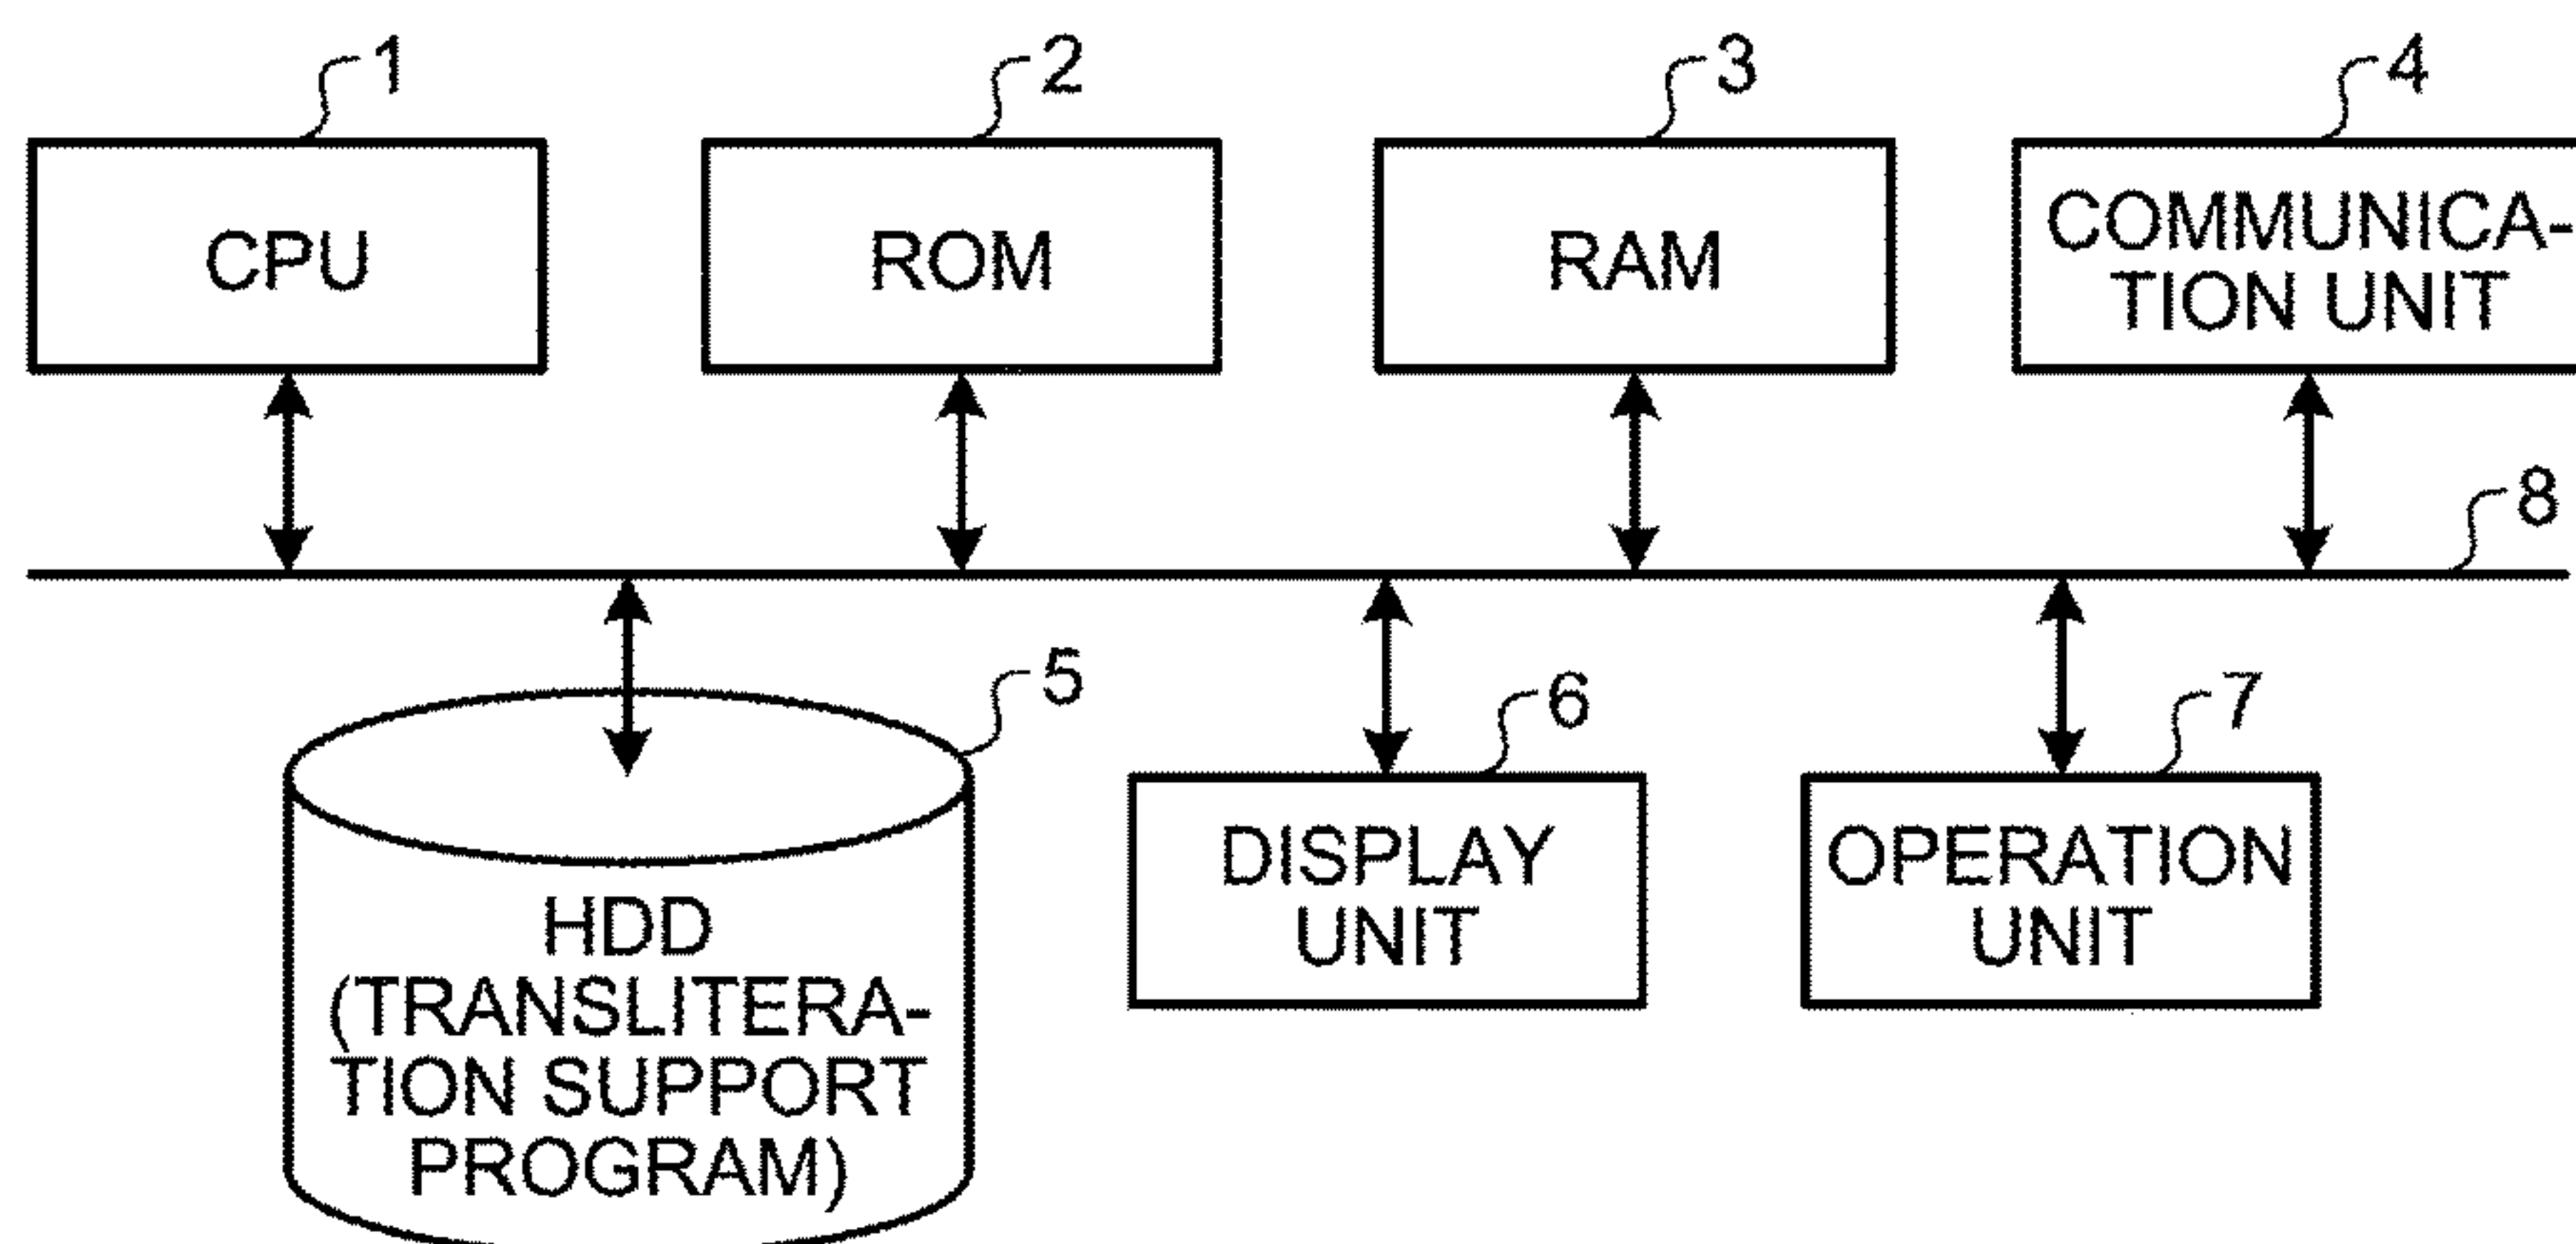 1
2
3
4
CPU
ROM
RAM
COMMUNICA-
TION UNIT
8
5
6
7
HDD
(TRANSLITERA-
TION SUPPORT
PROGRAM)
DISPLAY
UNIT
OPERATION
UNIT